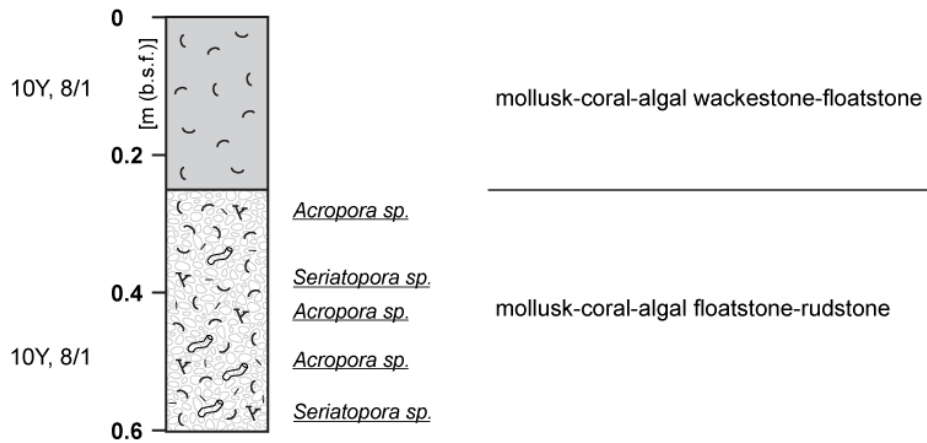 0
[m (b.s.f.)]
10Y, 8/1
mollusk-coral-algal wackestone-floatstone
0.2
Acropora sp.
Seriatopora sp.
0.4
Acropora sp.
mollusk-coral-algal floatstone-rudstone
10Y, 8/1
Acropora sp.
Seriatopora sp.
0.6